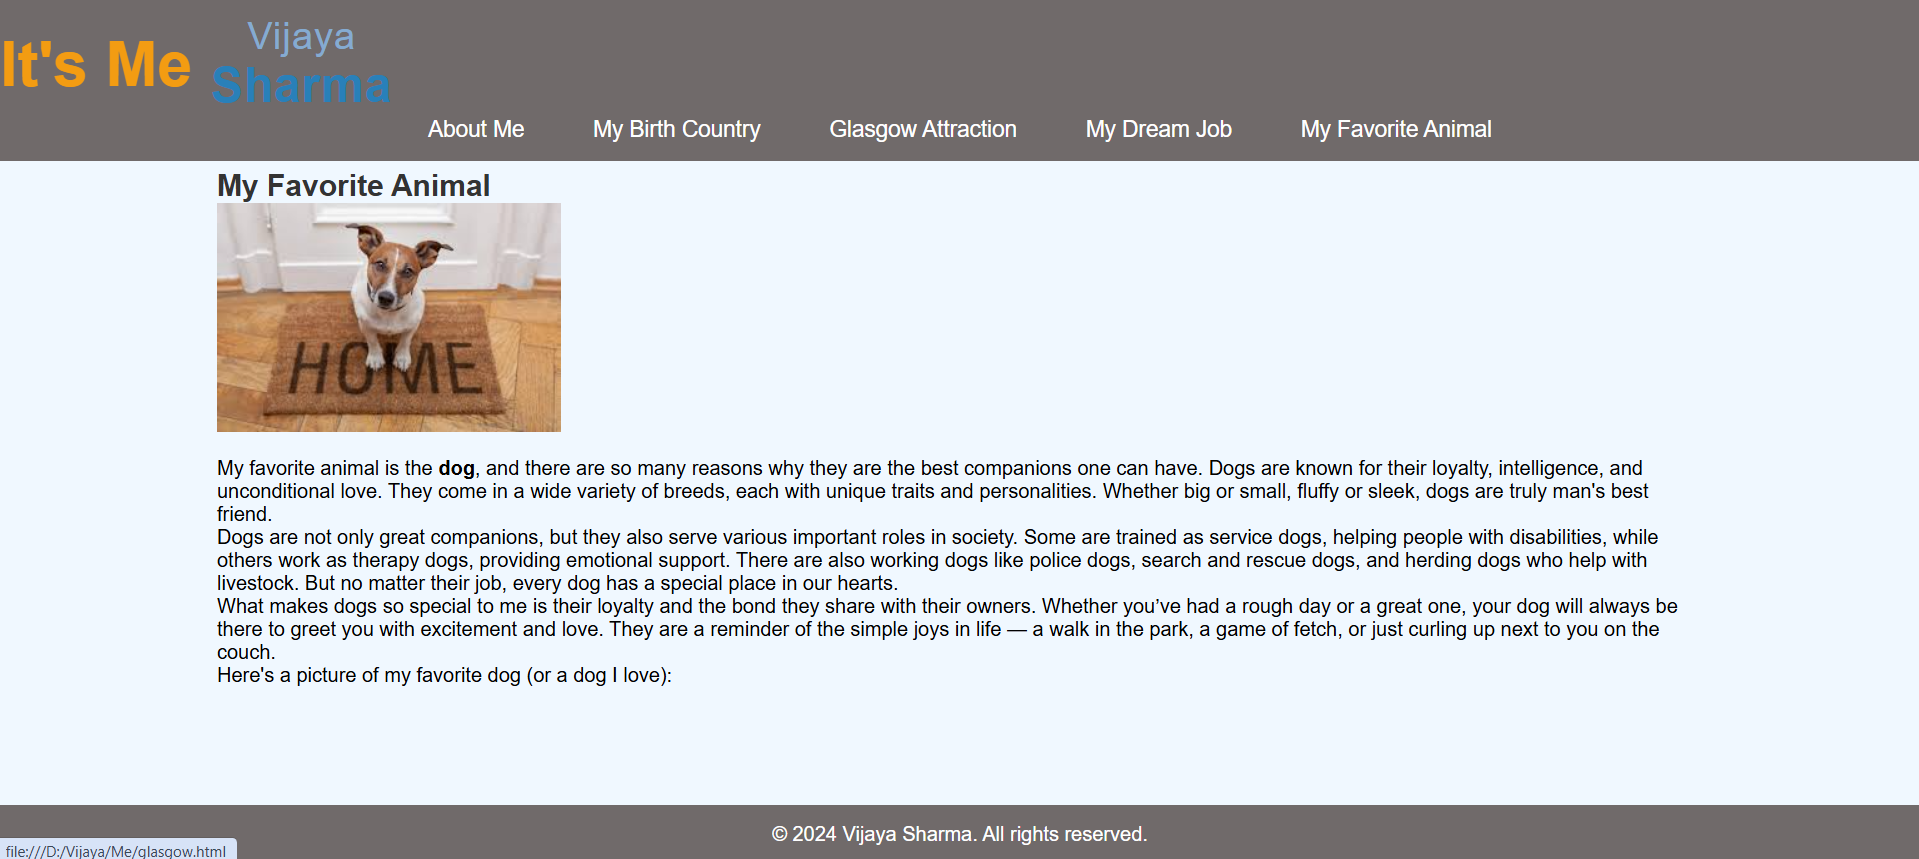 It's Me
Vijaya
Sharma
About Me My Birth Country Glasgow Attraction My Dream Job My Favorite Animal
My Favorite Animal
HOME
My favorite animal is the dog, and there are so many reasons why they are the best companions one can have. Dogs are known for their loyalty, intelligence, and
unconditional love. They come in a wide variety of breeds, each with unique traits and personalities. Whether big or small, fluffy or sleek, dogs are truly man's best
friend.
Dogs are not only great companions, but they also serve various important roles in society. Some are trained as service dogs, helping people with disabilities, while
others work as therapy dogs, providing emotional support. There are also working dogs like police dogs, search and rescue dogs, and herding dogs who help with
livestock. But no matter their job, every dog has a special place in our hearts.
What makes dogs so special to me is their loyalty and the bond they share with their owners. Whether you’ve had a rough day or a great one, your dog will always be
there to greet you with excitement and love. They are a reminder of the simple joys in life — a walk in the park, a game of fetch, or just curling up next to you on the
couch.
Here's a picture of my favorite dog (or a dog I love):
© 2024 Vijaya Sharma. All rights reserved.
file:///D:/Vijaya/Me/glasgow.html